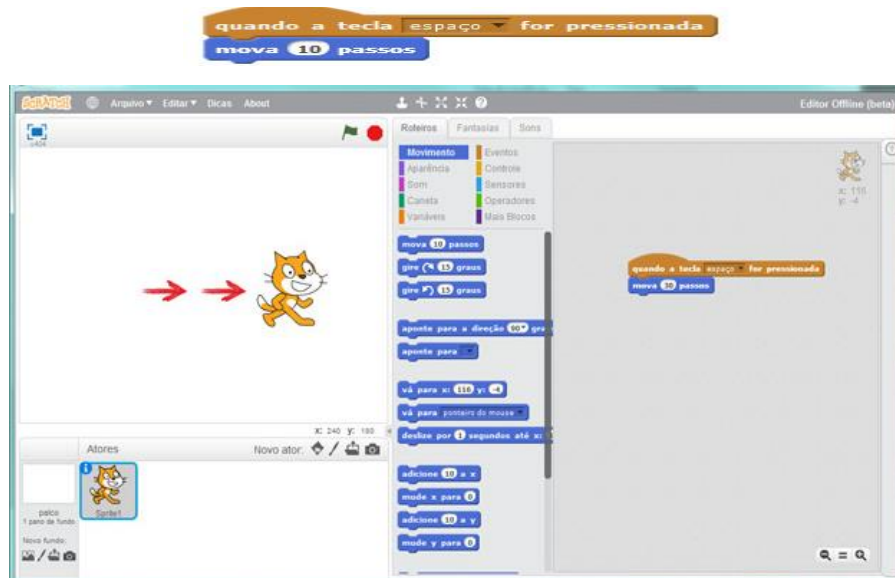 quando a tecla espaço for pressionada
mova 10 passos
SCRATCH Arquivo Editar Dicas About
Editor Offline (beta)
Roteiros Fantasias Sons
Movimento Eventos
Aparência Controle
Som Sensores
Caneta Operadores
Variáveis Mais Blocos
x: 116
y: -4
mova 10 passos
gire 15 graus
gire 15 graus
aponte para a direção 90
aponte para
vá para x: 116 y: -4
vá para ponteiro do mouse
deslize por 1 segundos até x:
adicione 10 a x
mude x para 0
adicione 10 a y
mude y para 0
quando a tecla espaço for pressionada
mova passos
x: 240 y: 180
Atores Novo ator:
Sprite1
palco
1 pano de fundo
Novo fundo: